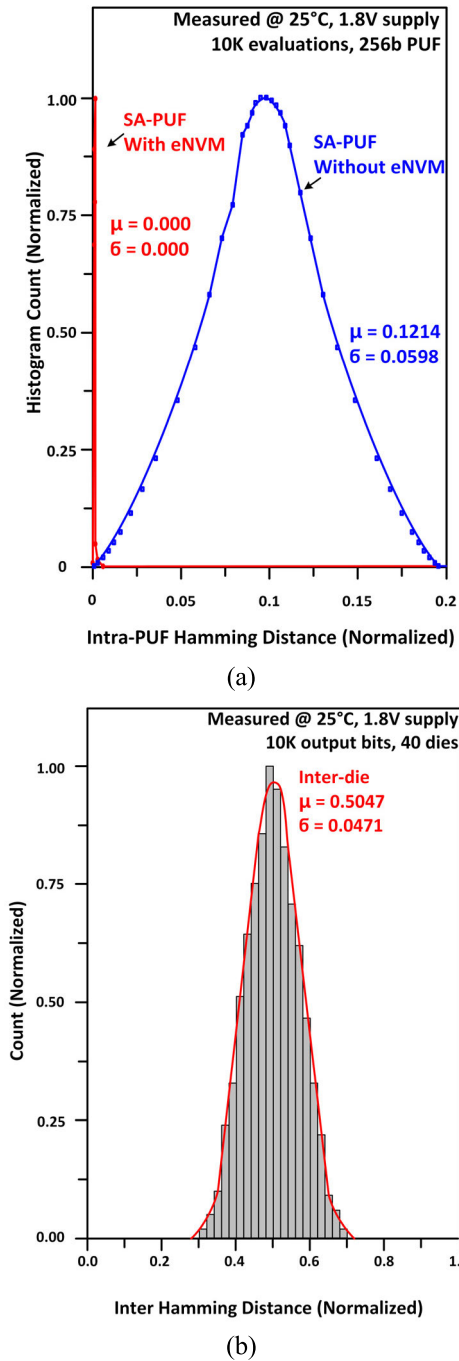 Measured @ 25°C, 1.8V supply
10K evaluations, 256b PUF
1.00
0.75
0.50
0.25
0
Histogram Count (Normalized)
SA-PUF
With eNVM
μ = 0.000
б = 0.000
SA-PUF
Without eNVM
μ = 0.1214
б = 0.0598
0 0.05 0.1 0.15 0.2
Intra-PUF Hamming Distance (Normalized)
(a)
Measured @ 25°C, 1.8V supply
10K output bits, 40 dies
1.00
0.75
0.50
0.25
0.00
Count (Normalized)
Inter-die
μ = 0.5047
б = 0.0471
0.0 0.2 0.4 0.6 0.8 1.
Inter Hamming Distance (Normalized)
(b)